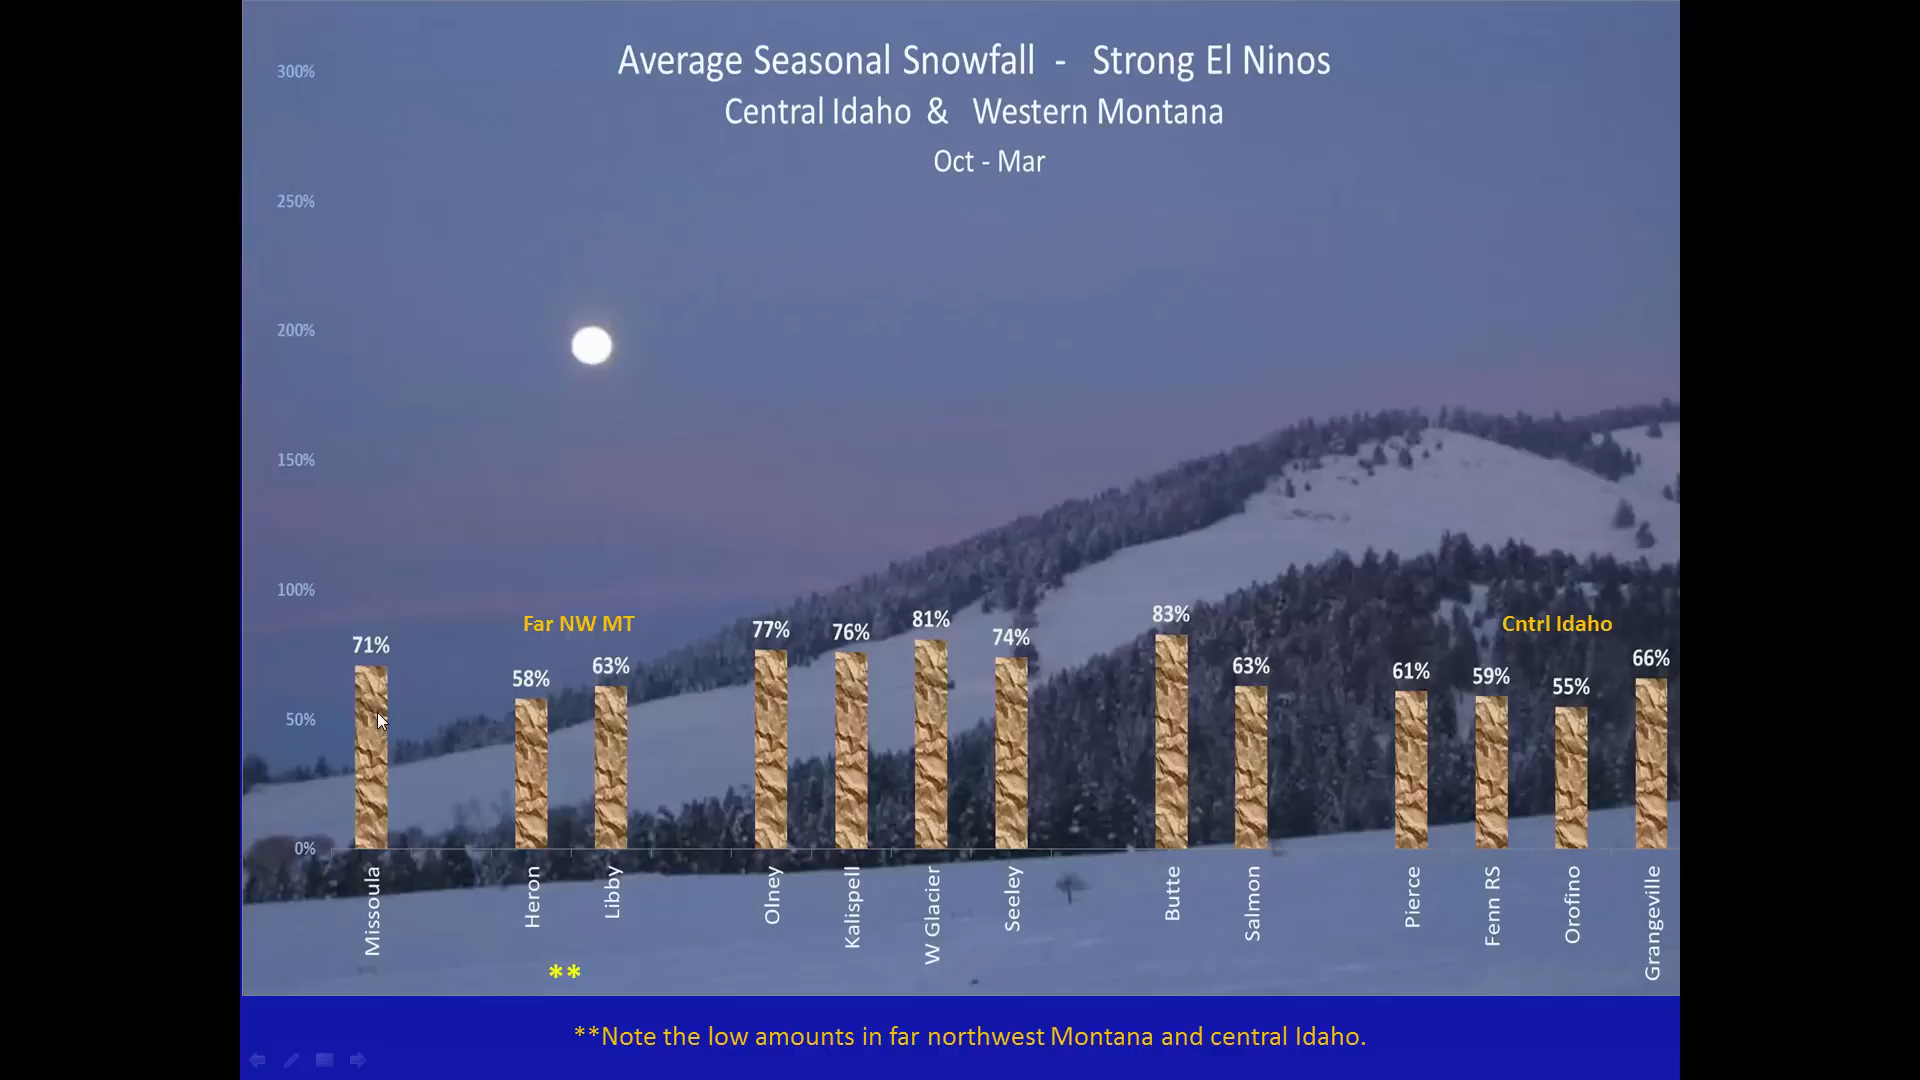 Average Seasonal Snowfall - Strong El Ninos
Central Idaho & Western Montana
Oct - Mar
300%
250%
200%
150%
100%
50%
0%
Far NW MT
Cntrl Idaho
71%
58%
63%
77%
76%
81%
74%
83%
63%
61%
59%
55%
66%
Missoula
Heron
Libby
Olney
Kalispell
W Glacier
Seeley
Butte
Salmon
Pierce
Fenn RS
Orofino
Grangeville
**
**Note the low amounts in far northwest Montana and central Idaho.